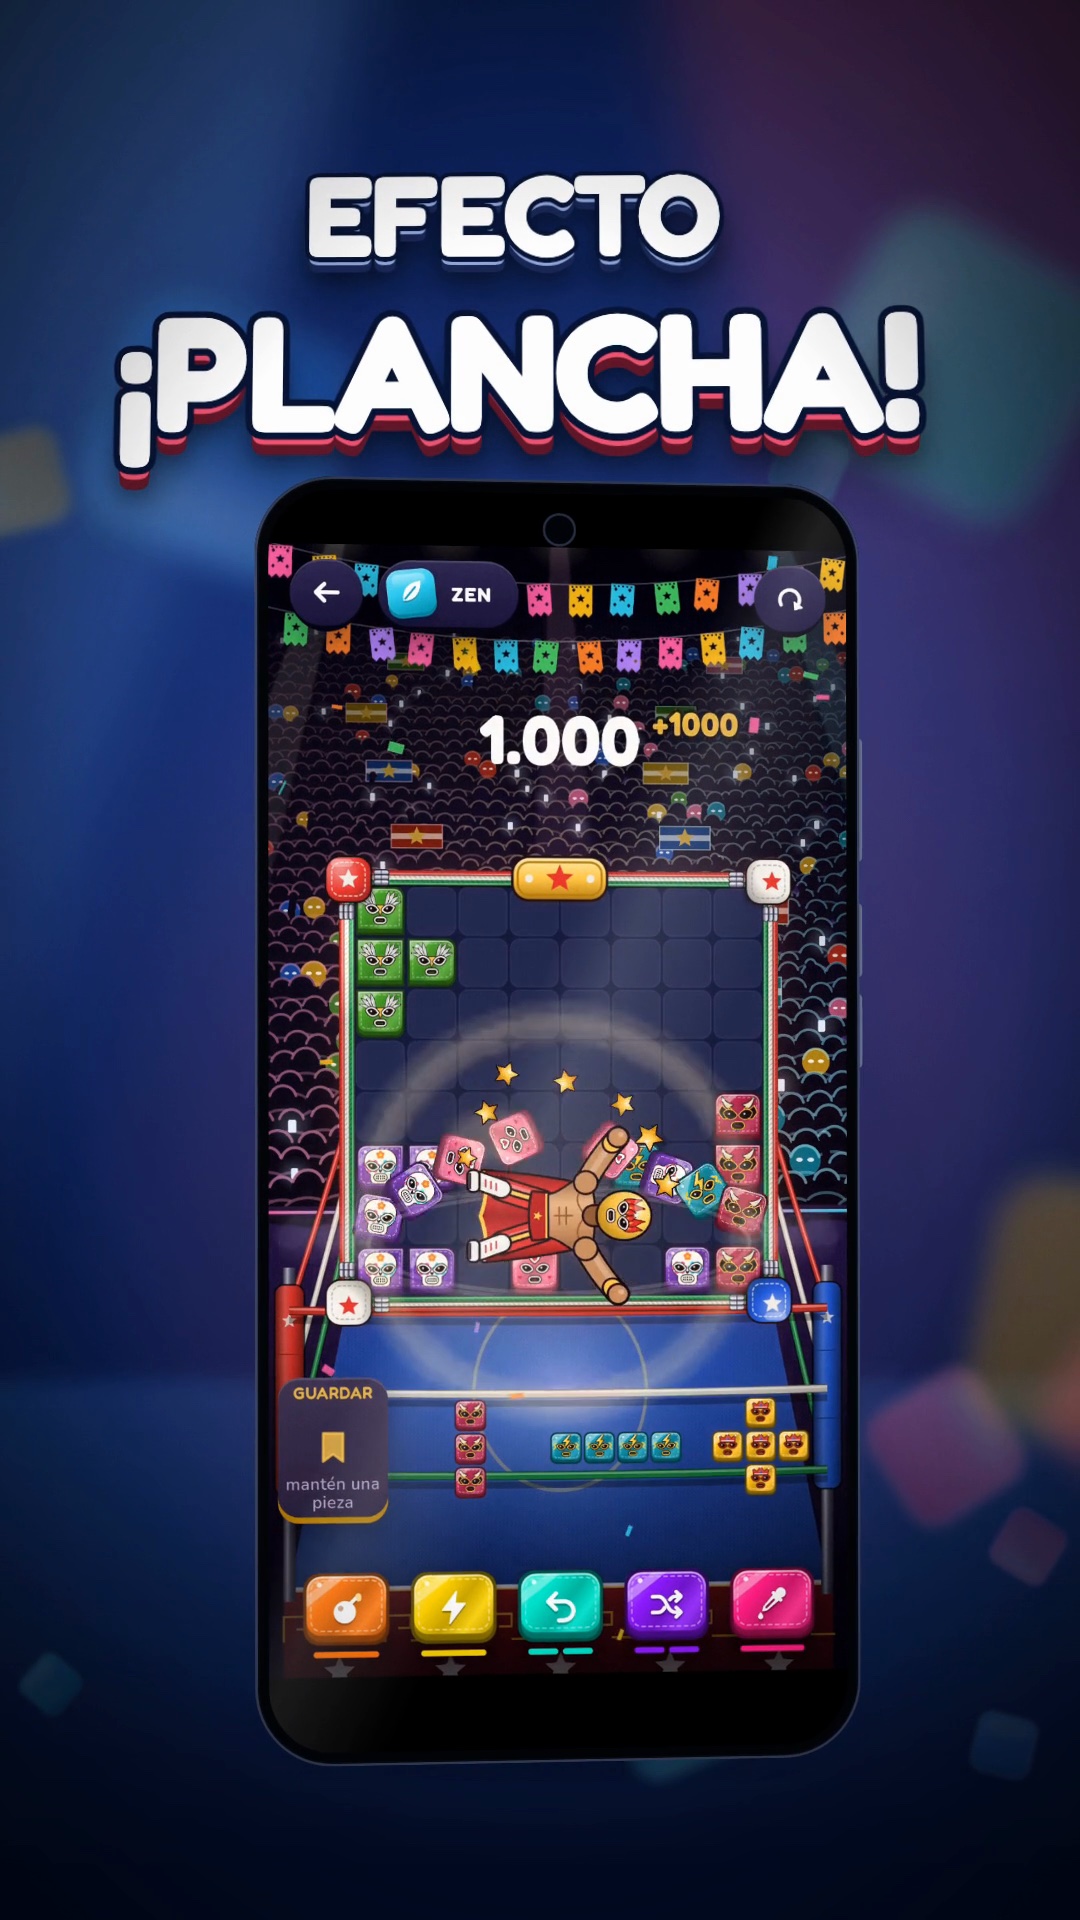 EFECTO
¡PLANCHA!
ZEN
1.000 +1000
GUARDAR
mantén una
pieza